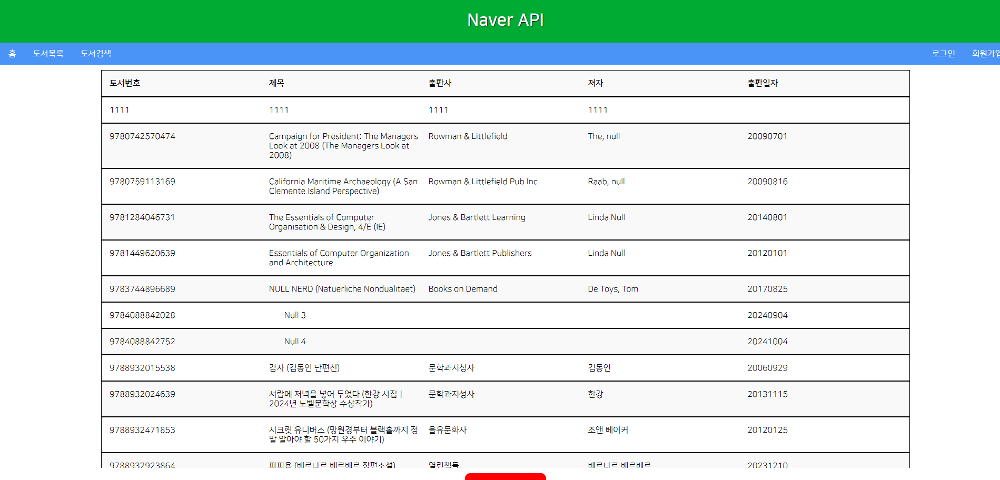 Naver API
홈 도서목록 도서검색 로그인 회원가입
도서번호 제목 출판사 저자 출판일자
1111 1111 1111 1111
9780742570474 Campaign for President: The Managers Rowman & Littlefield The, null 20090701
Look at 2008 (The Managers Look at
2008)
9780759113169 California Maritime Archaeology (A San Rowman & Littlefield Pub Inc Raab, null 20090816
Clemente Island Perspective)
9781284046731 The Essentials of Computer Jones & Bartlett Learning Linda Null 20140801
Organisation & Design, 4/E (IE)
9781449620639 Essentials of Computer Organization Jones & Bartlett Publishers Linda Null 20120101
and Architecture
9783744896689 NULL NERD (Natuerliche Nondualitaet) Books on Demand De Toys, Tom 20170825
9784088842028 Null 3 20240904
9784088842752 Null 4 20241004
9788932015538 감자 (김동인 단편선) 문학과지성사 김동인 20060929
9788932024639 서랍에 저녁을 넣어 두었다 (한강 시집 | 문학과지성사 한강 20131115
2024년 노벨문학상 수상작가)
9788932471853 시크릿 유니버스 (망원경부터 블랙홀까지 정 을유문화사 조앤 베이커 20120125
말 알아야 할 50가지 우주 이야기)
9788932923864 파피용 (베르나르 베르베르 장편소설) 열린책들 베르나르 베르베르 20231210